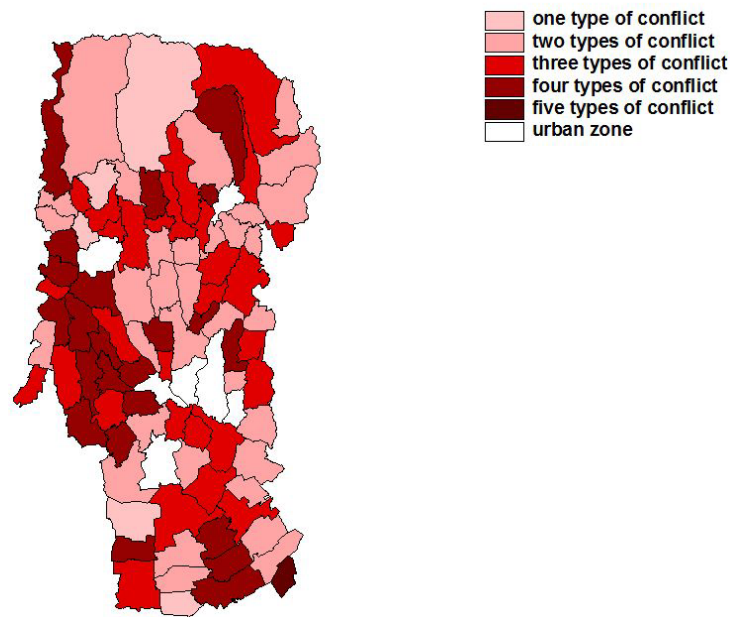 one type of conflict
two types of conflict
three types of conflict
four types of conflict
five types of conflict
urban zone